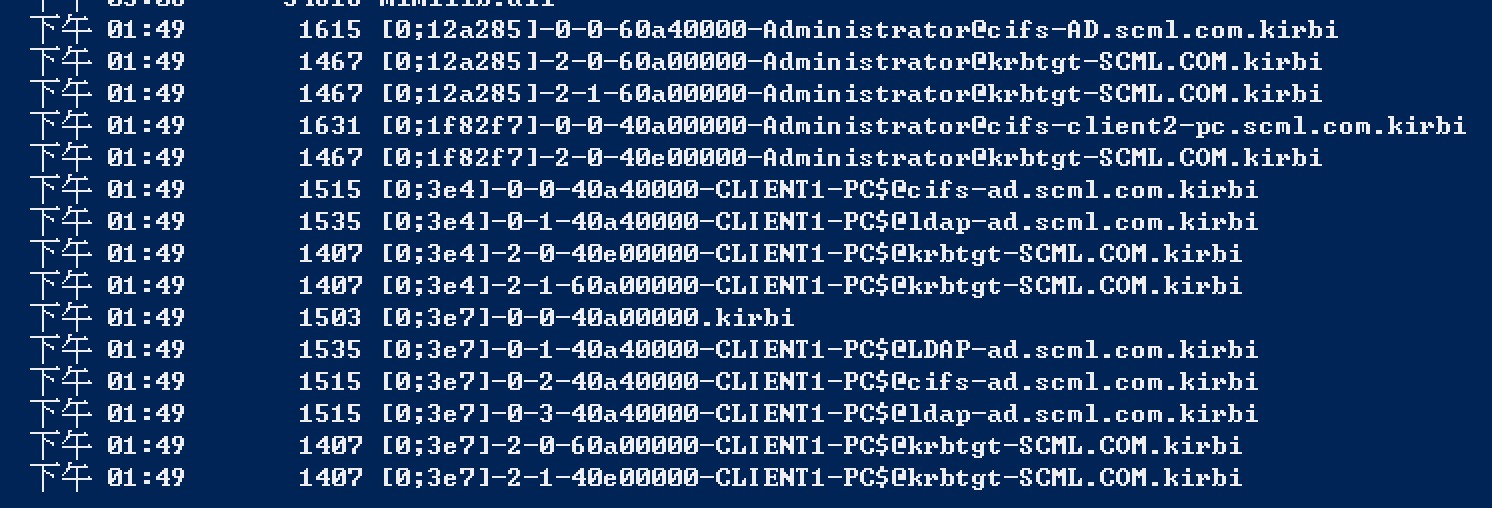 下午 01:49 1615 [0;12a285]-0-0-60a40000-Administrator@cifs-AD.scml.com.kirbi
下午 01:49 1467 [0;12a285]-2-0-60a00000-Administrator@krbtgt-SCML.COM.kirbi
下午 01:49 1467 [0;12a285]-2-1-60a00000-Administrator@krbtgt-SCML.COM.kirbi
下午 01:49 1631 [0;1f82f7]-0-0-40a00000-Administrator@cifs-client2-pc.scml.com.kirbi
下午 01:49 1467 [0;1f82f7]-2-0-40e00000-Administrator@krbtgt-SCML.COM.kirbi
下午 01:49 1515 [0;3e4]-0-0-40a40000-CLIENT1-PC$@cifs-ad.scml.com.kirbi
下午 01:49 1535 [0;3e4]-0-1-40a40000-CLIENT1-PC$@ldap-ad.scml.com.kirbi
下午 01:49 1407 [0;3e4]-2-0-40e00000-CLIENT1-PC$@krbtgt-SCML.COM.kirbi
下午 01:49 1407 [0;3e4]-2-1-60a00000-CLIENT1-PC$@krbtgt-SCML.COM.kirbi
下午 01:49 1503 [0;3e7]-0-0-40a00000.kirbi
下午 01:49 1535 [0;3e7]-0-1-40a40000-CLIENT1-PC$@LDAP-ad.scml.com.kirbi
下午 01:49 1515 [0;3e7]-0-2-40a40000-CLIENT1-PC$@cifs-ad.scml.com.kirbi
下午 01:49 1515 [0;3e7]-0-3-40a40000-CLIENT1-PC$@ldap-ad.scml.com.kirbi
下午 01:49 1407 [0;3e7]-2-0-60a00000-CLIENT1-PC$@krbtgt-SCML.COM.kirbi
下午 01:49 1407 [0;3e7]-2-1-40e00000-CLIENT1-PC$@krbtgt-SCML.COM.kirbi